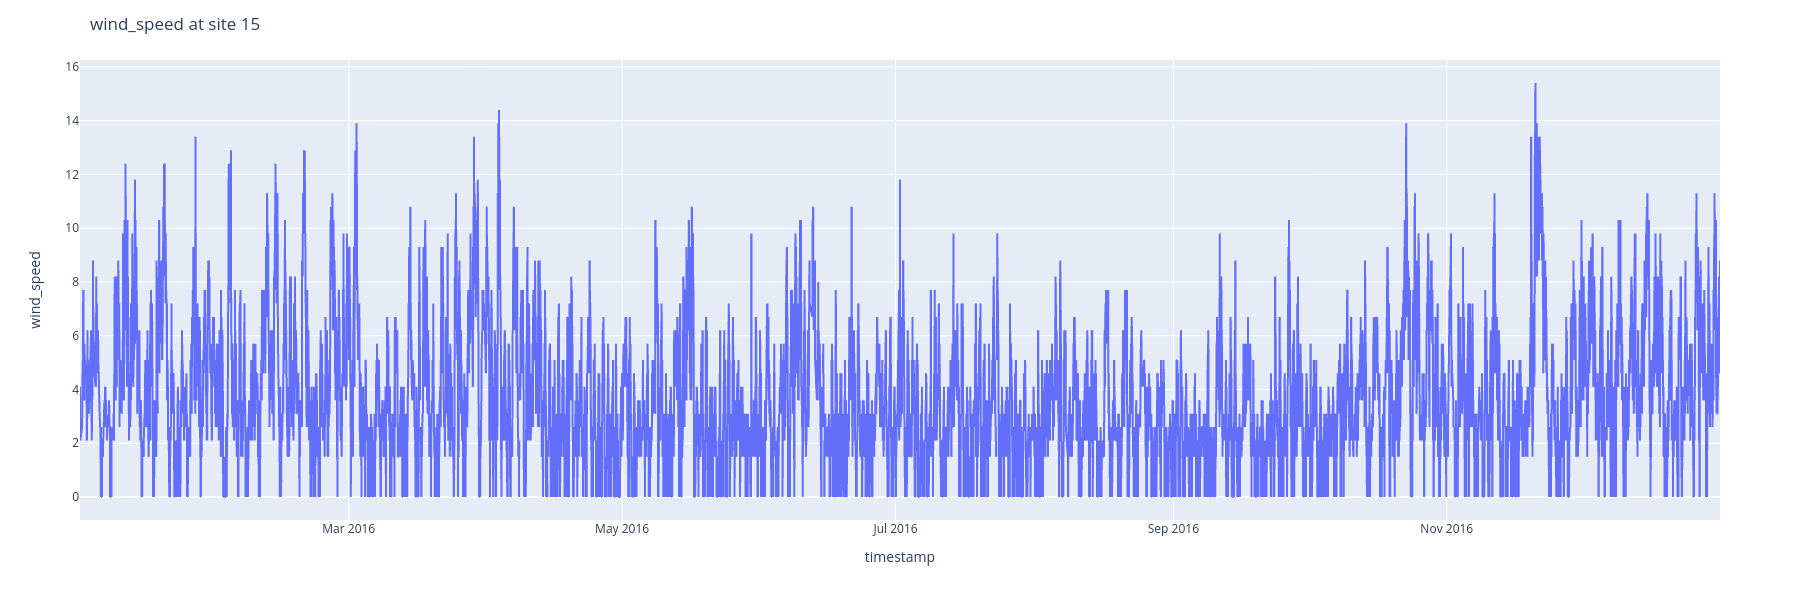 wind_speed at site 15
wind_speed
16
14
12
10
8
6
4
2
0
Mar 2016
May 2016
Jul 2016
Sep 2016
Nov 2016
timestamp